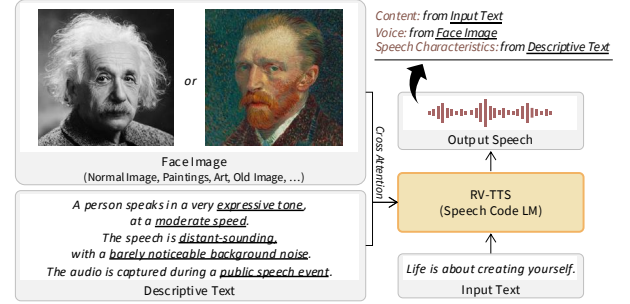 or
Face Image
(Normal Image, Paintings, Art, Old Image, ...)
A person speaks in a very expressive tone,
at a moderate speed.
The speech is distant-sounding,
with a barely noticeable background noise.
The audio is captured during a public speech event.
Descriptive Text
Cross Attention
Content: from Input Text
Voice: from Face Image
Speech Characteristics: from Descriptive Text
Output Speech
RV-TTS
(Speech Code LM)
Life is about creating yourself.
Input Text